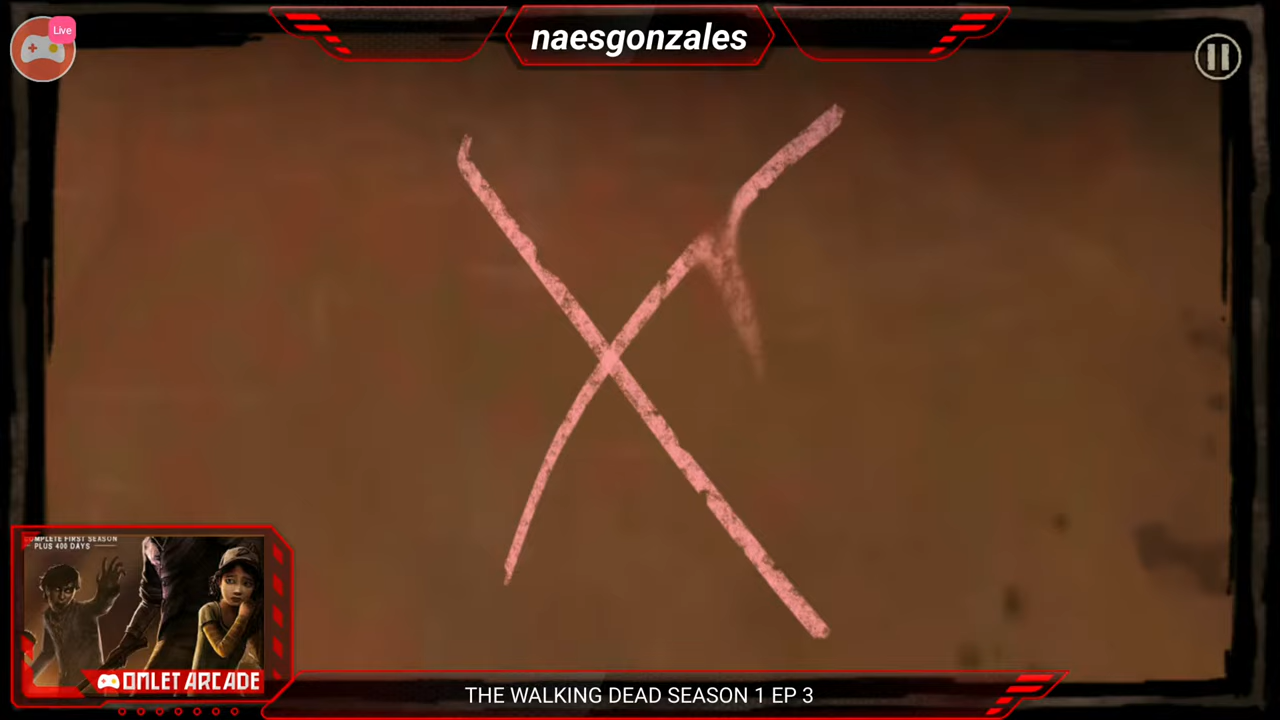 Live
naesgonzales
COMPLETE FIRST SEASON
PLUS 400 DAYS
OMLET ARCADE
THE WALKING DEAD SEASON 1 EP 3